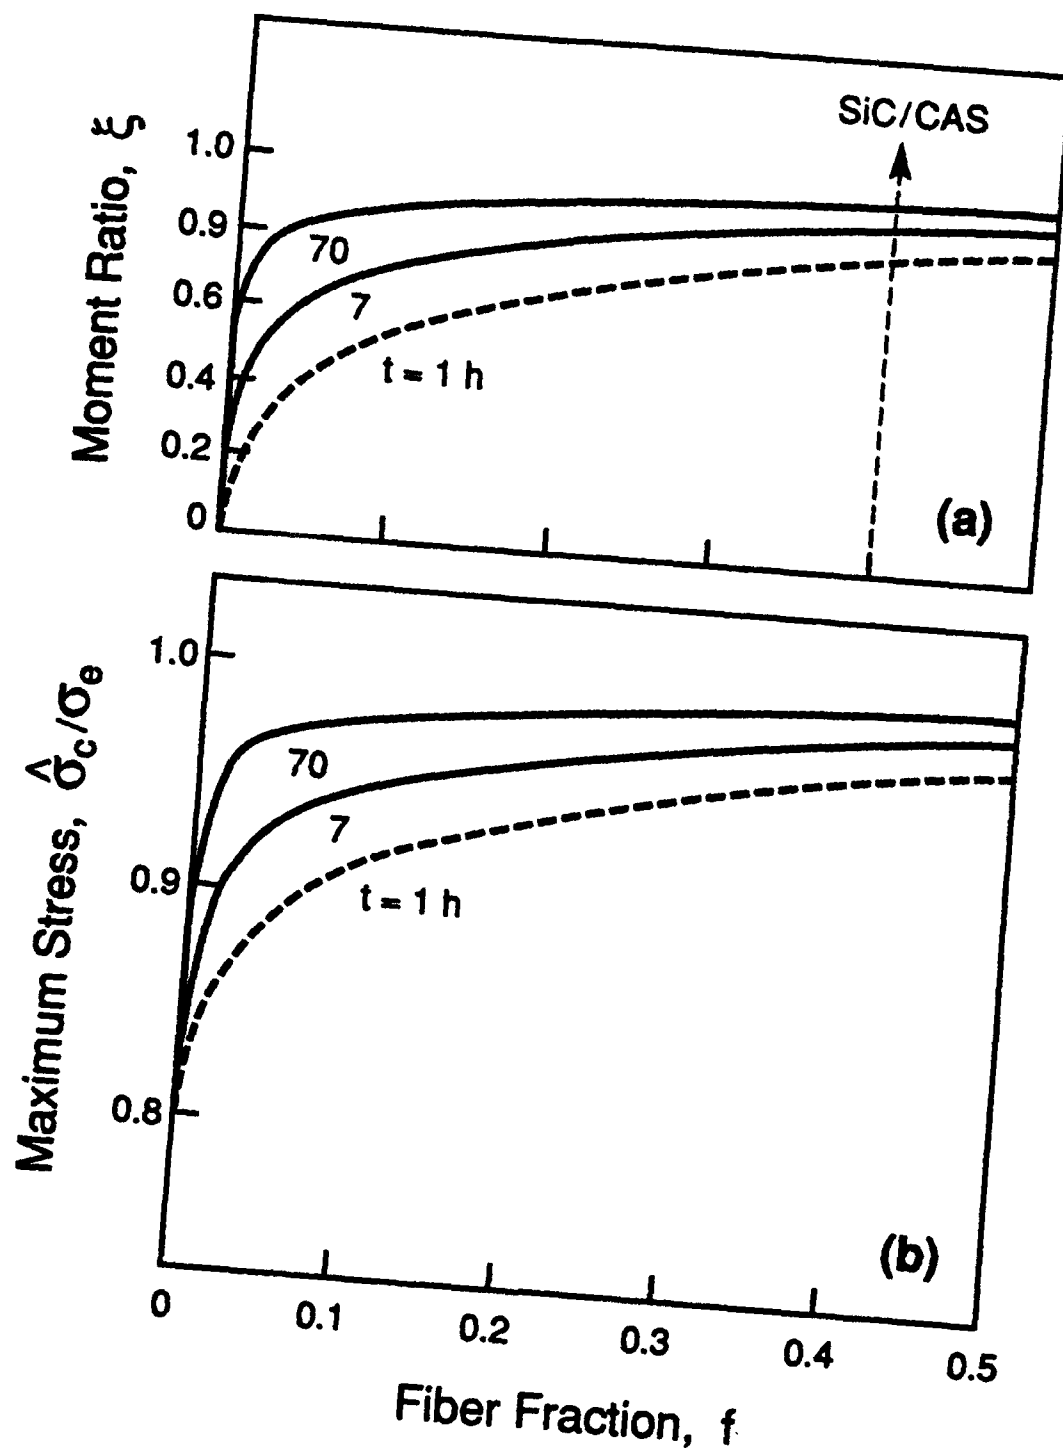 Moment Ratio, ξ
1.0
0.9
0.6
0.4
0.2
0
SiC/CAS
70
7
t = 1 h
(a)
Maximum Stress, σ̂c/σe
1.0
0.9
0.8
70
7
t = 1 h
(b)
0 0.1 0.2 0.3 0.4 0.5
Fiber Fraction, f